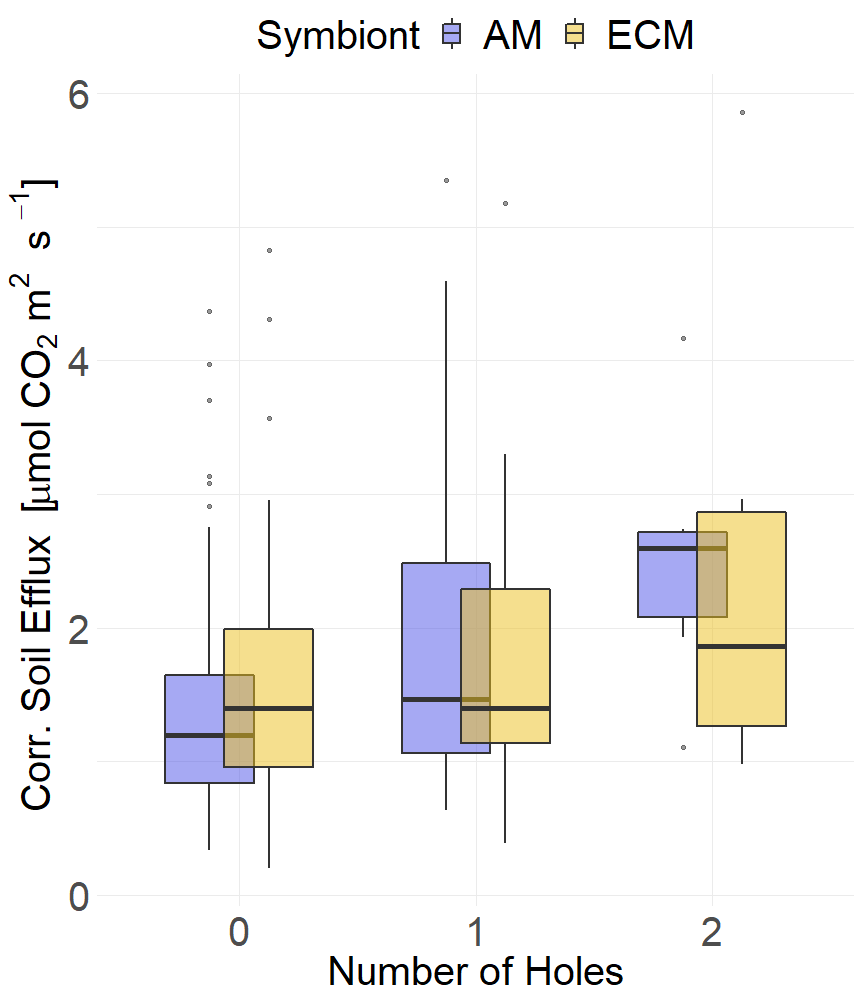 Symbiont AM ECM
6
4
2
0
Corr. Soil Efflux [μmol CO₂ m² s⁻¹]
0 1 2
Number of Holes